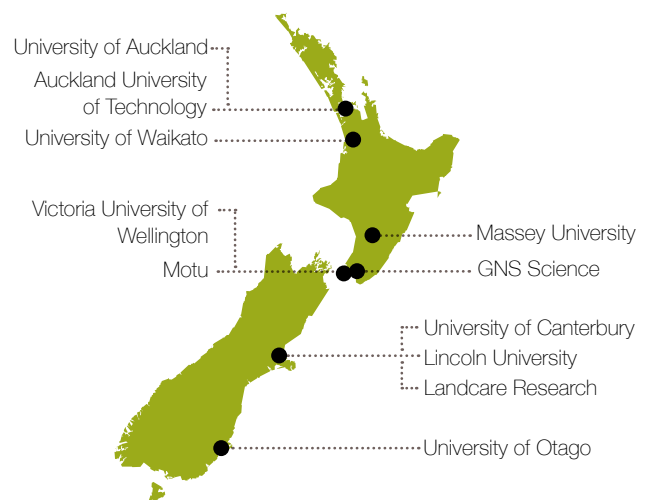 University of Auckland
Auckland University
of Technology
University of Waikato
Victoria University of
Wellington
Motu
Massey University
GNS Science
University of Canterbury
Lincoln University
Landcare Research
University of Otago